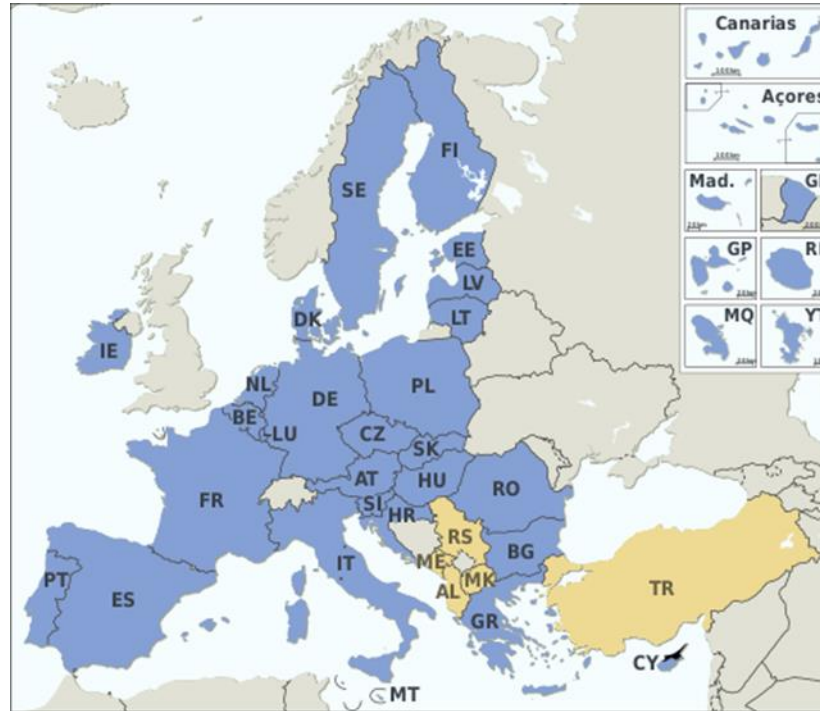 Canarias
Açores
Mad.
GP
MQ
FI
SE
EE
LV
LT
DK
IE
NL
BE
LU
DE
PL
CZ
SK
AT
HU
RO
FR
SI
HR
RS
BG
IT
ME
MK
AL
PT
ES
GR
TR
CY
MT